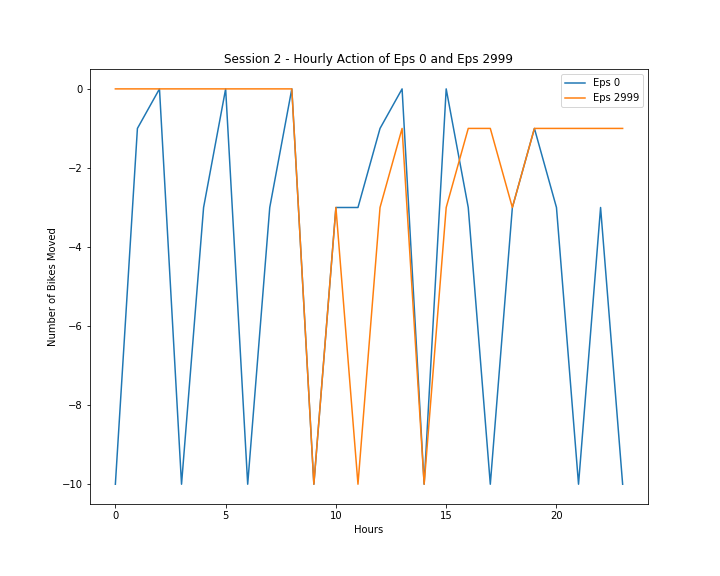 Session 2 - Hourly Action of Eps 0 and Eps 2999
Eps 0
Eps 2999
Number of Bikes Moved
0
−2
−4
−6
−8
−10
0 5 10 15 20
Hours